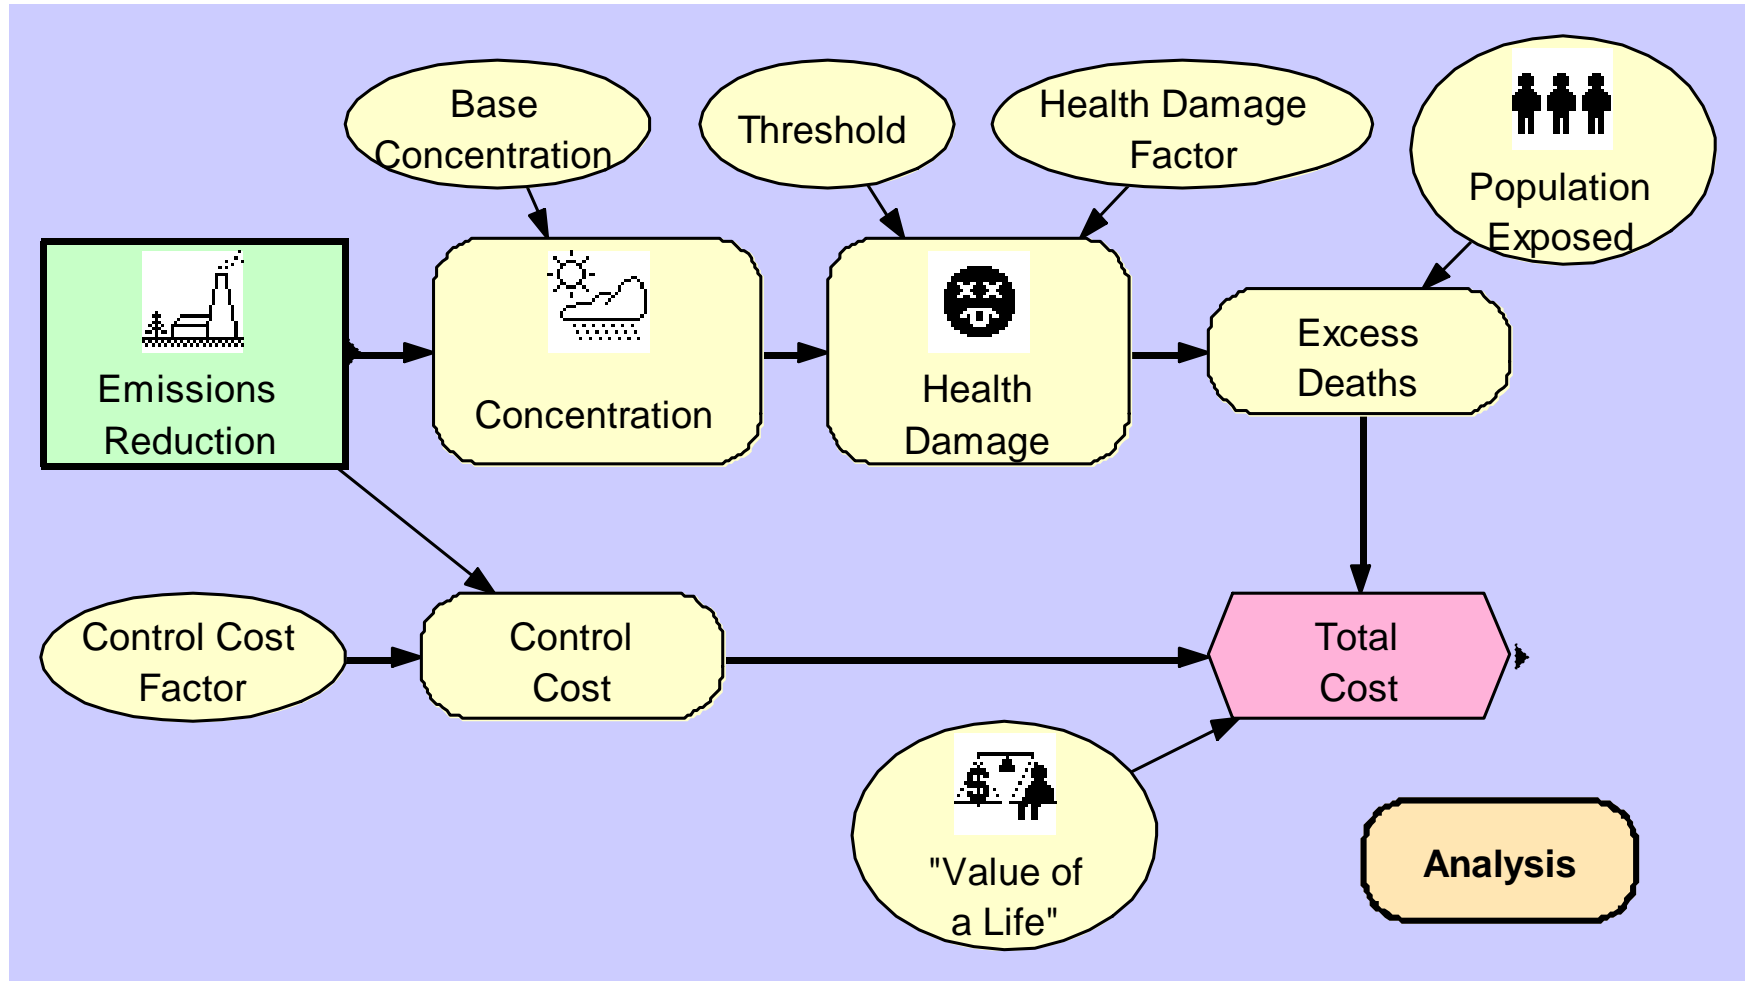 Base
Concentration
Threshold
Health Damage
Factor
Population
Exposed
Emissions
Reduction
Concentration
Health
Damage
Excess
Deaths
Control Cost
Factor
Control
Cost
Total
Cost
"Value of
a Life"
Analysis